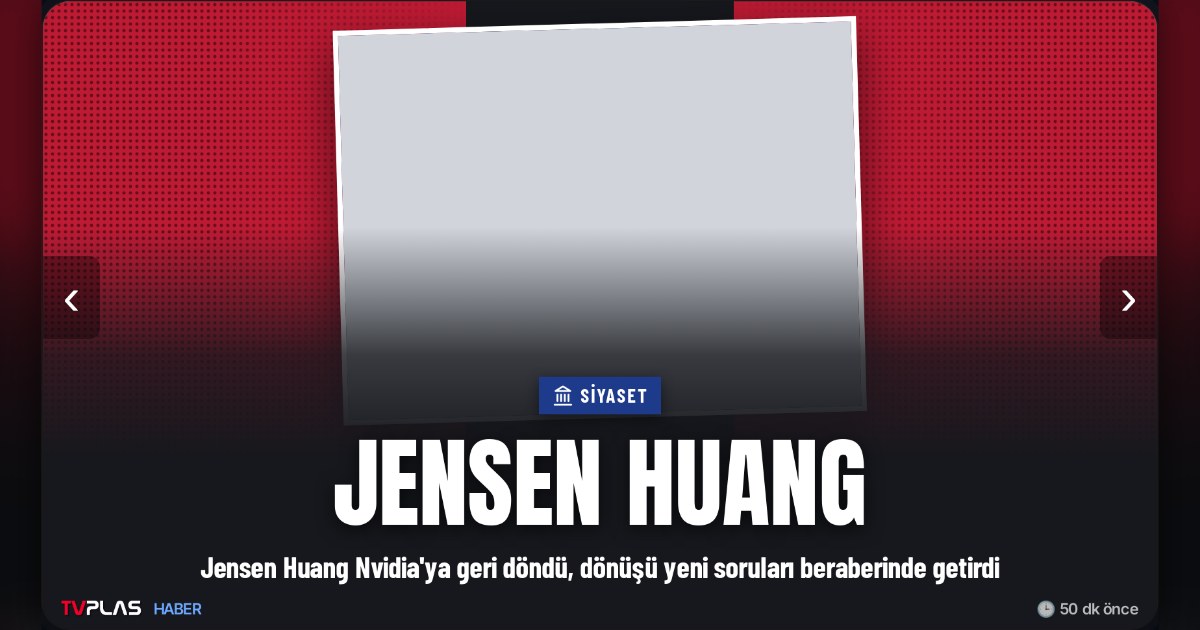 SİYASET
JENSEN HUANG
Jensen Huang Nvidia'ya geri döndü, dönüşü yeni soruları beraberinde getirdi
TVPLAS HABER
50 dk önce